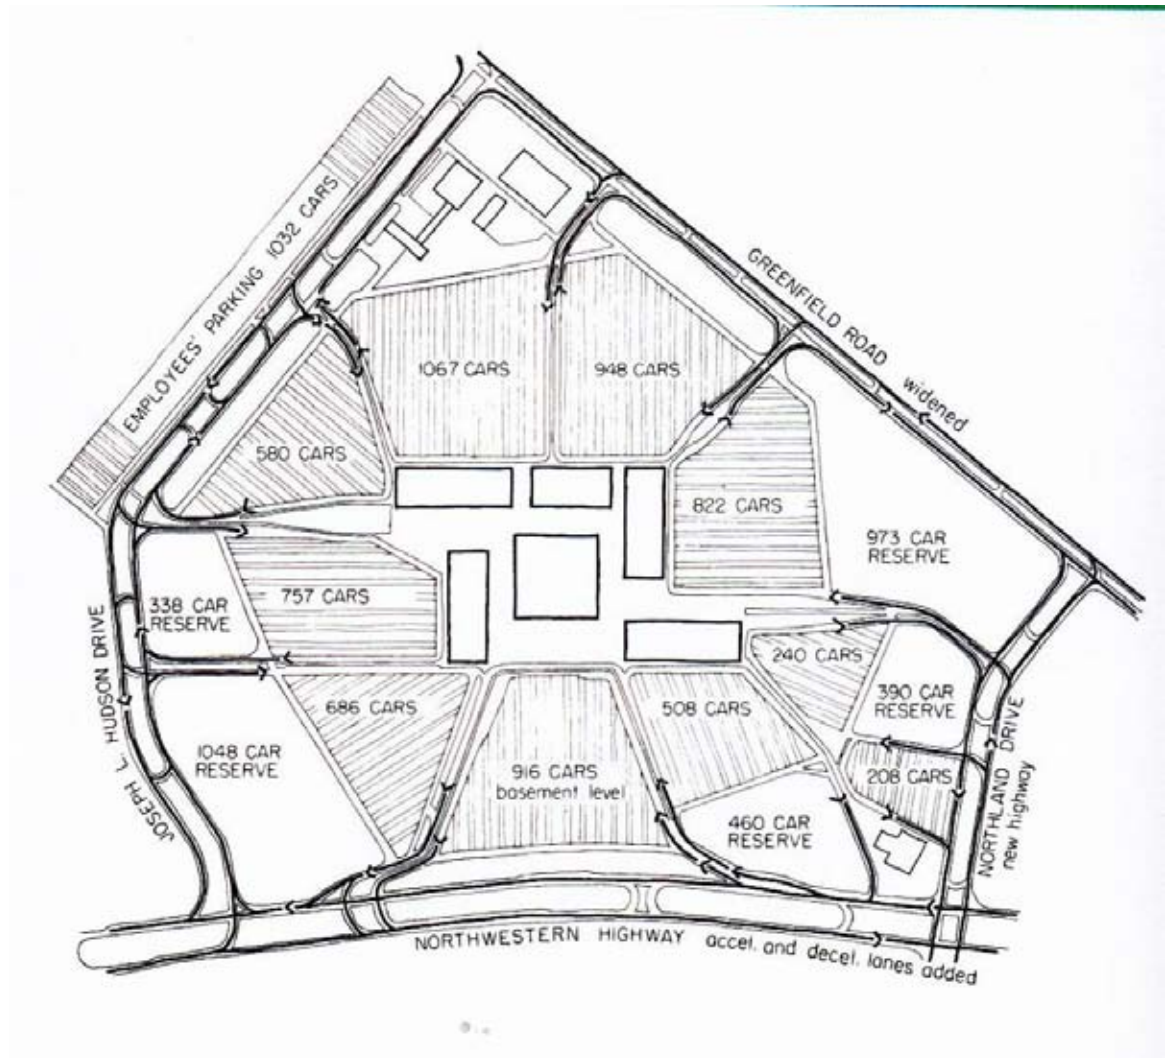 EMPLOYEES' PARKING 1032 CARS
GREENFIELD ROAD widened
1067 CARS
948 CARS
580 CARS
822 CARS
973 CAR
RESERVE
338 CAR
RESERVE
757 CARS
240 CARS
390 CAR
RESERVE
686 CARS
508 CARS
JOSEPH L. HUDSON DRIVE
1048 CAR
RESERVE
916 CARS
basement level
208 CARS
460 CAR
RESERVE
NORTHLAND DRIVE
new highway
NORTHWESTERN HIGHWAY accel. and decel. lanes added